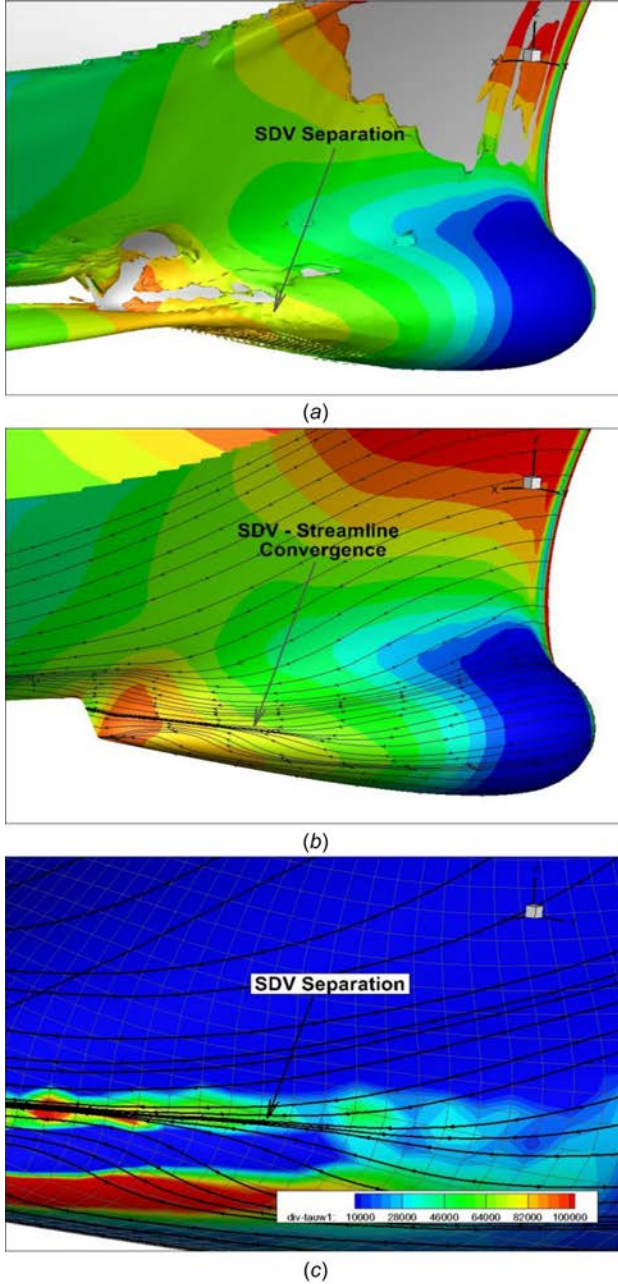 X
SDV Separation
(a)
X
SDV - Streamline
Convergence
(b)
SDV Separation
div-tauw1: 10000 28000 46000 64000 82000 100000
(c)